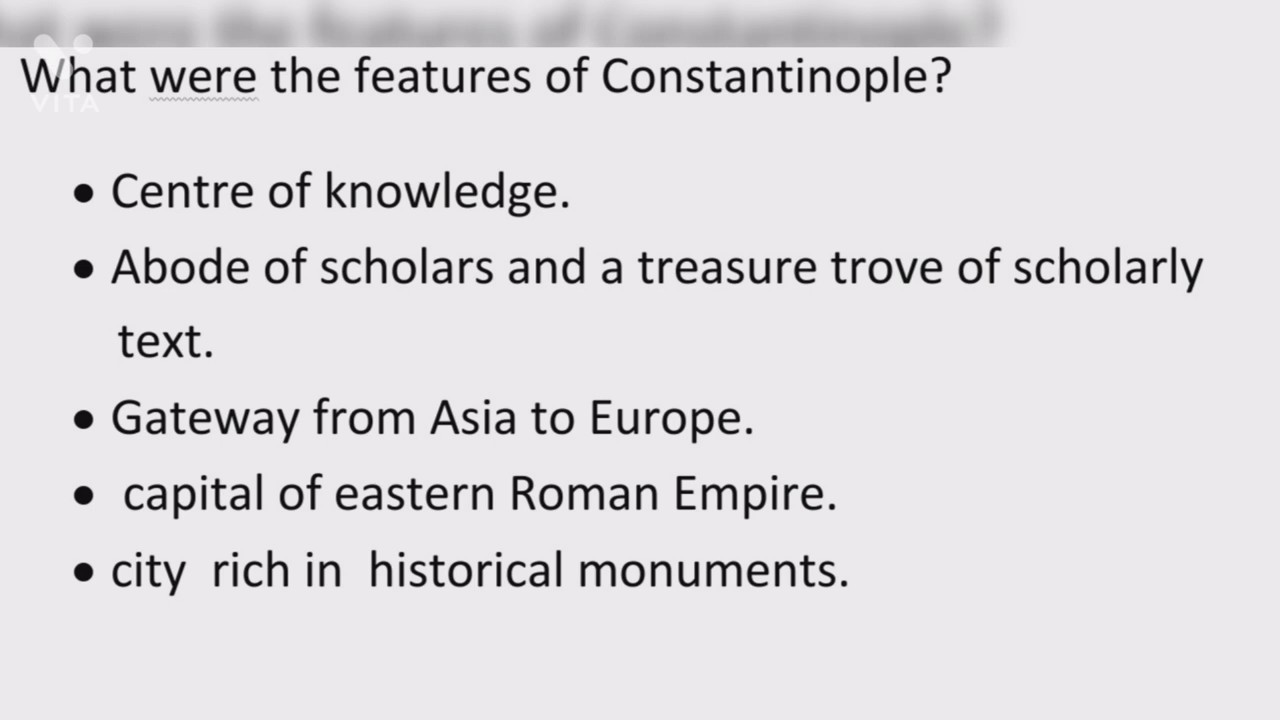 What were the features of Constantinople?
VITA
• Centre of knowledge.
• Abode of scholars and a treasure trove of scholarly
text.
• Gateway from Asia to Europe.
• capital of eastern Roman Empire.
• city rich in historical monuments.